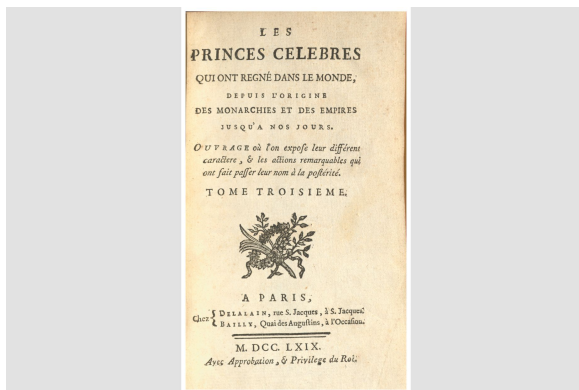 LES
PRINCES CELEBRES
QUI ONT REGNÉ DANS LE MONDE,
DEPUIS L'ORIGINE
DES MONARCHIES ET DES EMPIRES
JUSQU'A NOS JOURS.
OUVRAGE où l'on expose leur différent
caractere, & les actions remarquables qui
ont fait passer leur nom à la postérité.
TOME TROISIEME.
A PARIS,
Chez { DELALAIN, rue S. Jacques, à S. Jacques.
BAILLY, Quai des Augustins, à l'Occasion.
M. DCC. LXIX.
Avec Approbation, & Privilege du Roi.